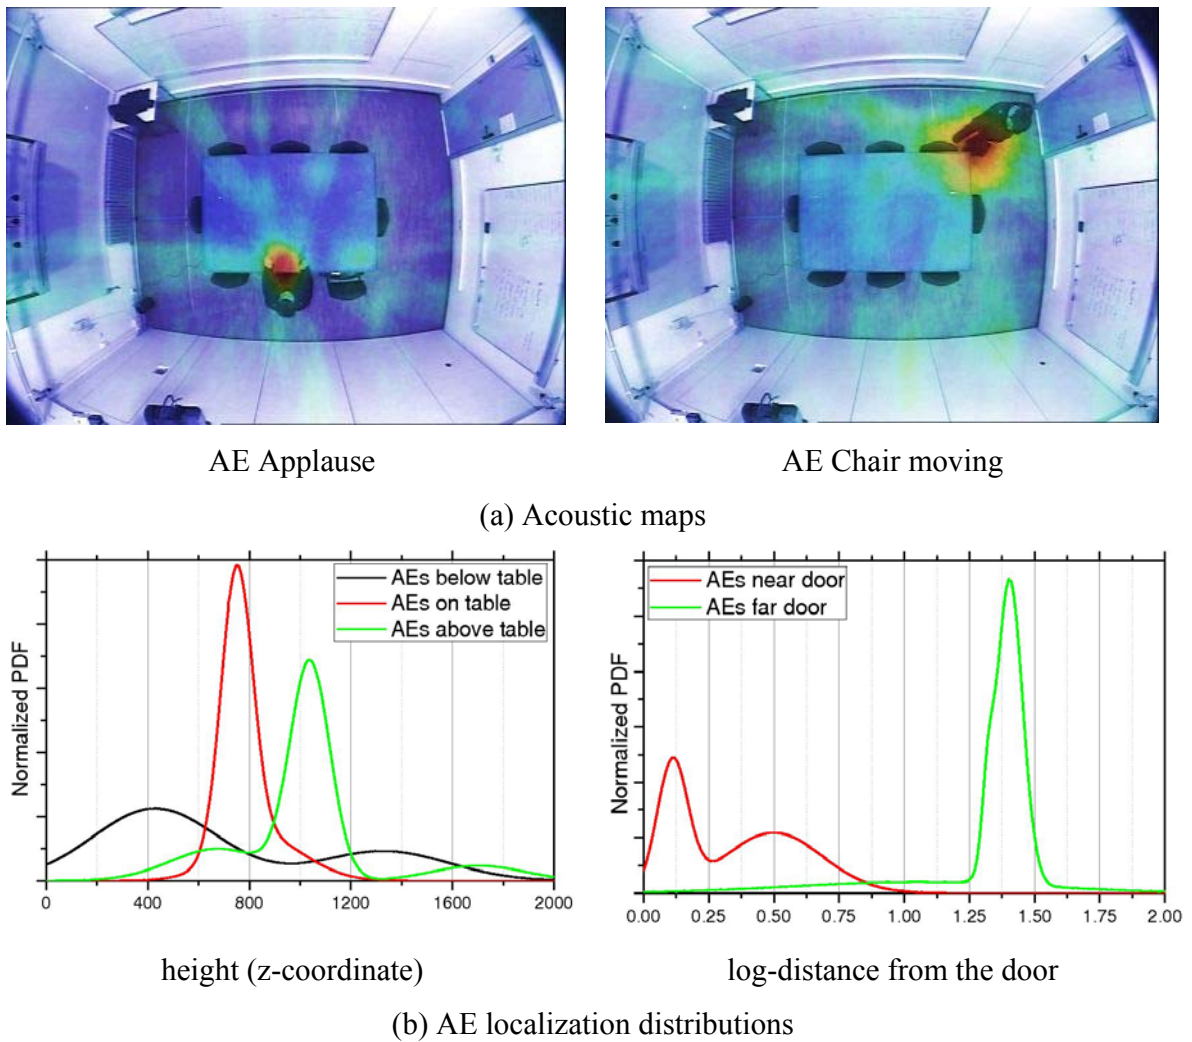 AE Applause
AE Chair moving
(a) Acoustic maps
Normalized PDF
AEs below table
AEs on table
AEs above table
0 400 800 1200 1600 2000
height (z-coordinate)
Normalized PDF
AEs near door
AEs far door
0.00 0.25 0.50 0.75 1.00 1.25 1.50 1.75 2.00
log-distance from the door
(b) AE localization distributions